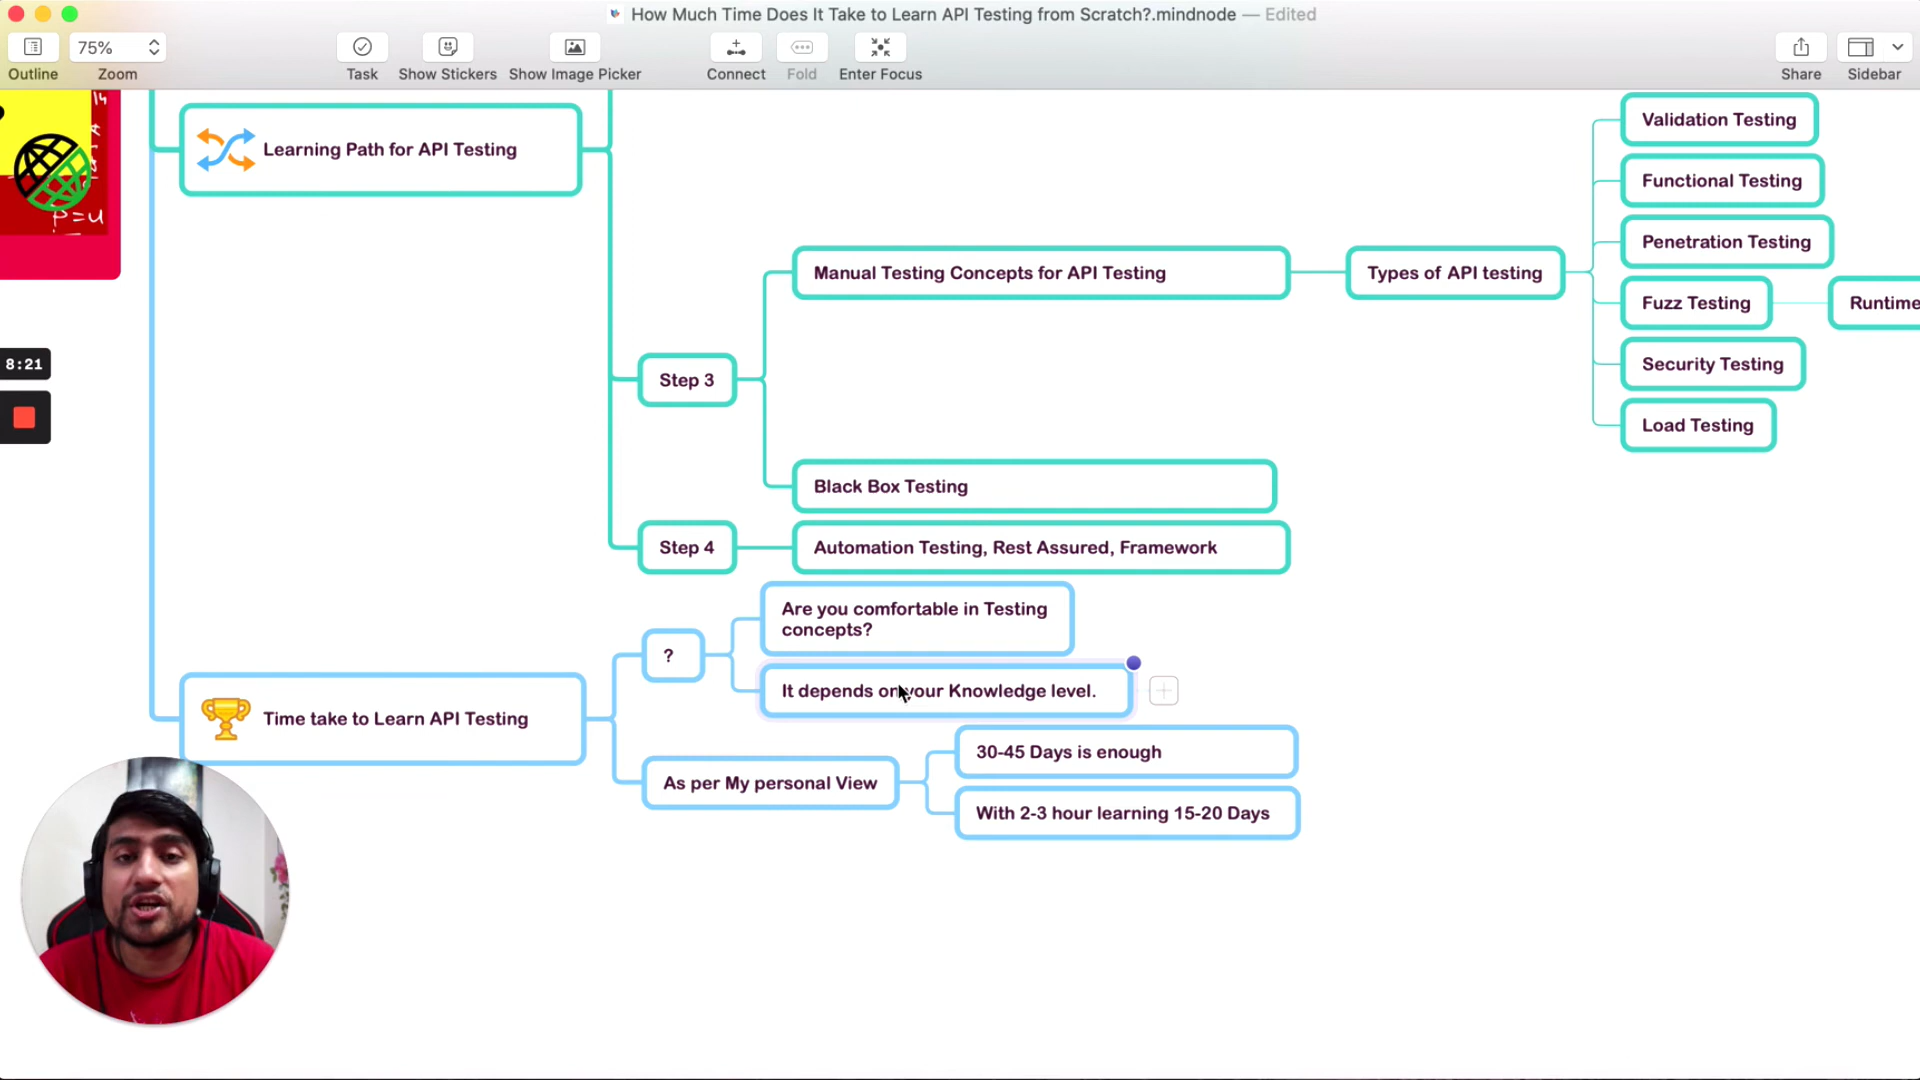 How Much Time Does It Take to Learn API Testing from Scratch?.mindnode — Edited
75%
Outline
Zoom
Task
Show Stickers
Show Image Picker
Connect
Fold
Enter Focus
Share
Sidebar
14
P=u
Learning Path for API Testing
Validation Testing
Functional Testing
Penetration Testing
Manual Testing Concepts for API Testing
Types of API testing
Fuzz Testing
Runtime
8:21
Security Testing
Step 3
Load Testing
Black Box Testing
Step 4
Automation Testing, Rest Assured, Framework
Are you comfortable in Testing
concepts?
?
It depends on your Knowledge level.
Time take to Learn API Testing
30-45 Days is enough
As per My personal View
With 2-3 hour learning 15-20 Days